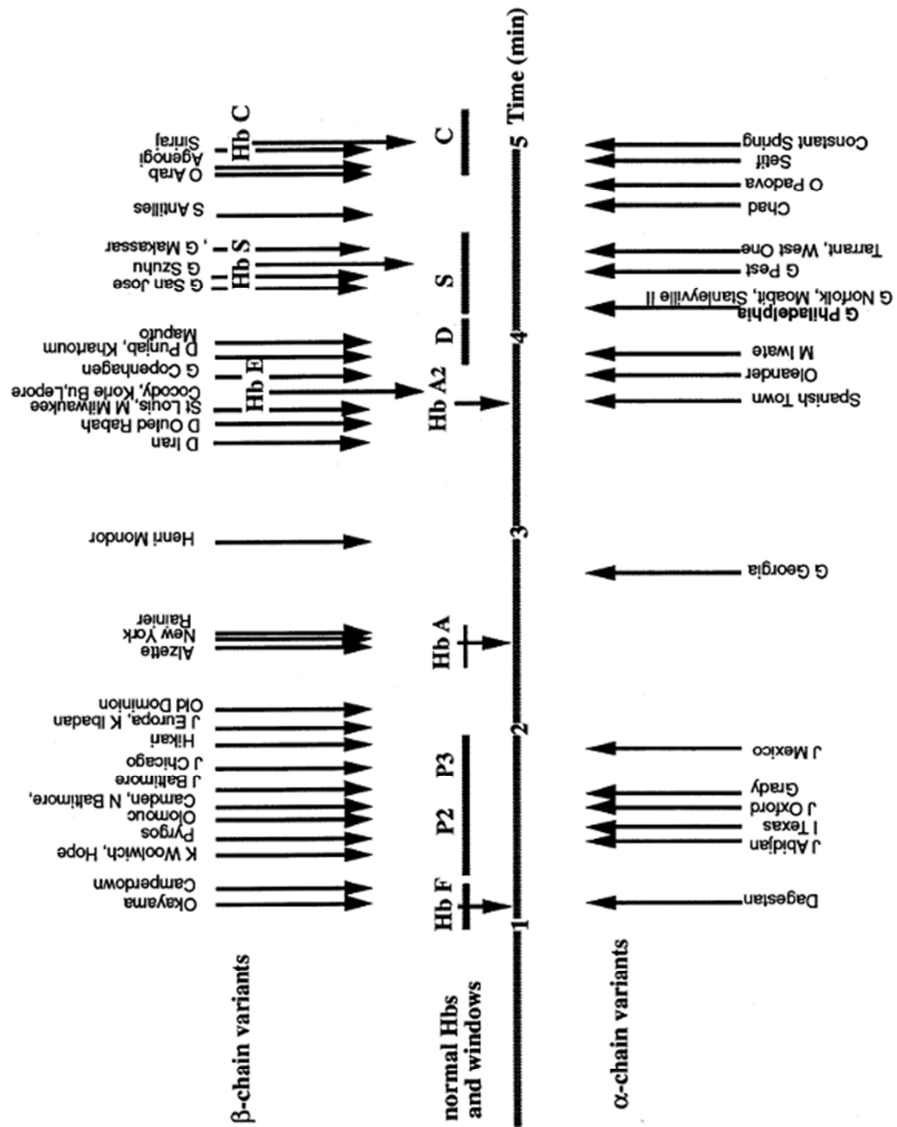 β-chain variants
Okayama
Camperdown
K Woolwich, Hope,
Pyrgos
Olomouc
Camden, N Baltimore,
J Baltimore
J Chicago
Hikari
J Europa, K Ibadan
Old Dominion
Alzette
New York
Rainier
Henri Mondor
D Iran
D Ouled Rabah
St Louis, M Milwaukee
Cocody, Korle Bu, Lepore
Hb E
G Copenhagen
D Punjab, Khartoum
Maputo
G San Jose
Hb S
G Szuhu
, G Makassar
S Antilles
O Arab
Agenogi
Hb C
Siriraj
normal Hbs
and windows
Hb F
P2
P3
Hb A
Hb A2
D
S
C
1
2
3
4
5
Time (min)
α-chain variants
Dagestan
J Abidjan
I Texas
J Oxford
Grady
J Mexico
G Georgia
Spanish Town
Oleander
M Iwate
G Philadelphia
G Norfolk, Moabit, Stanleyville II
G Pest
Tarrant, West One
Chad
O Padova
Setif
Constant Spring